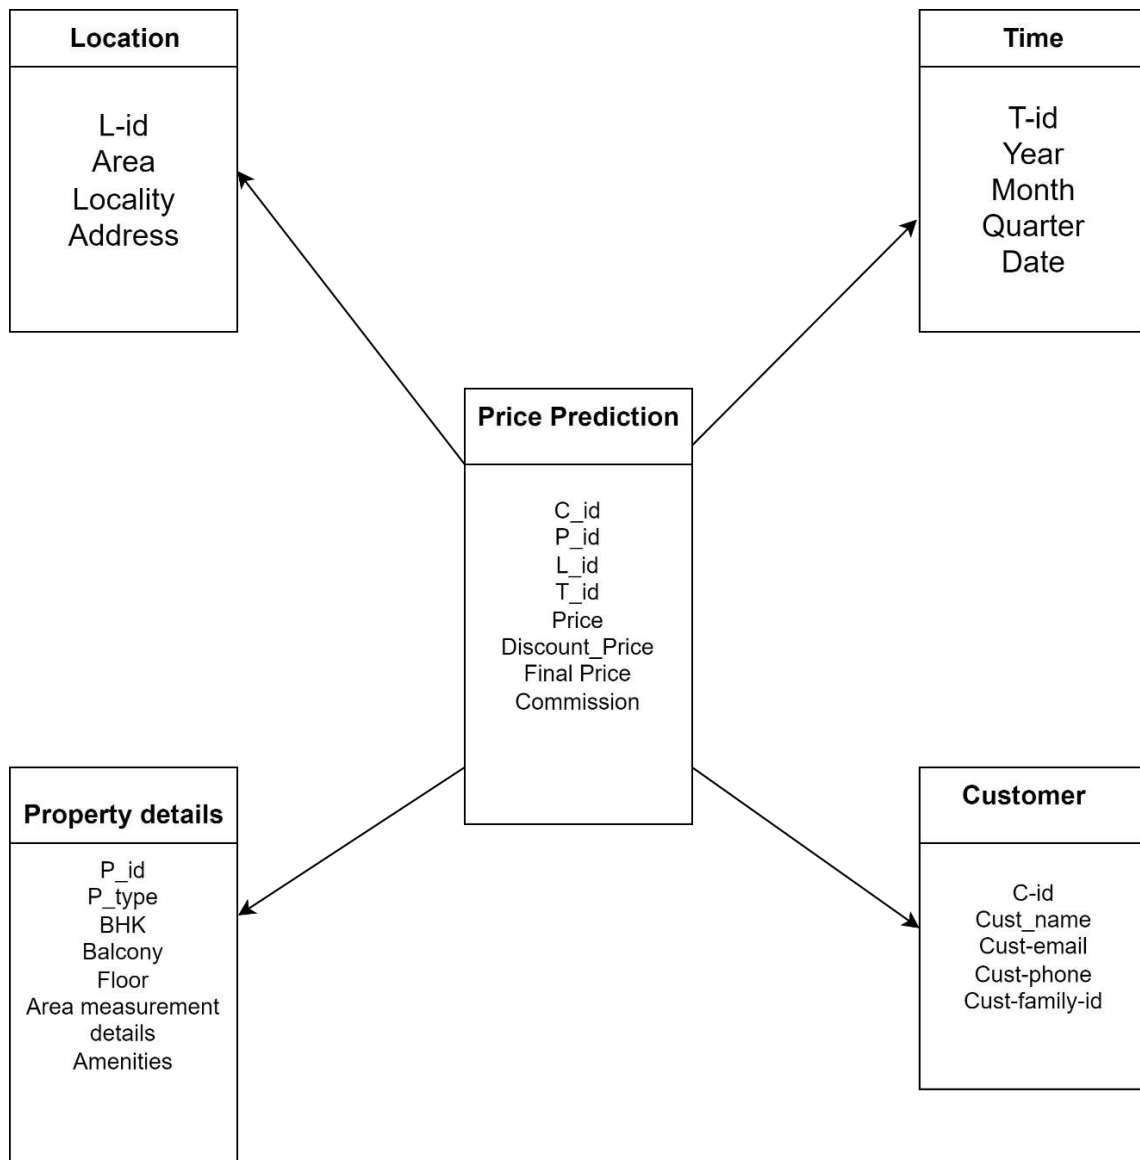 Location
L-id
Area
Locality
Address
Time
T-id
Year
Month
Quarter
Date
Price Prediction
C_id
P_id
L_id
T_id
Price
Discount_Price
Final Price
Commission
Property details
P_id
P_type
BHK
Balcony
Floor
Area measurement
details
Amenities
Customer
C-id
Cust_name
Cust-email
Cust-phone
Cust-family-id